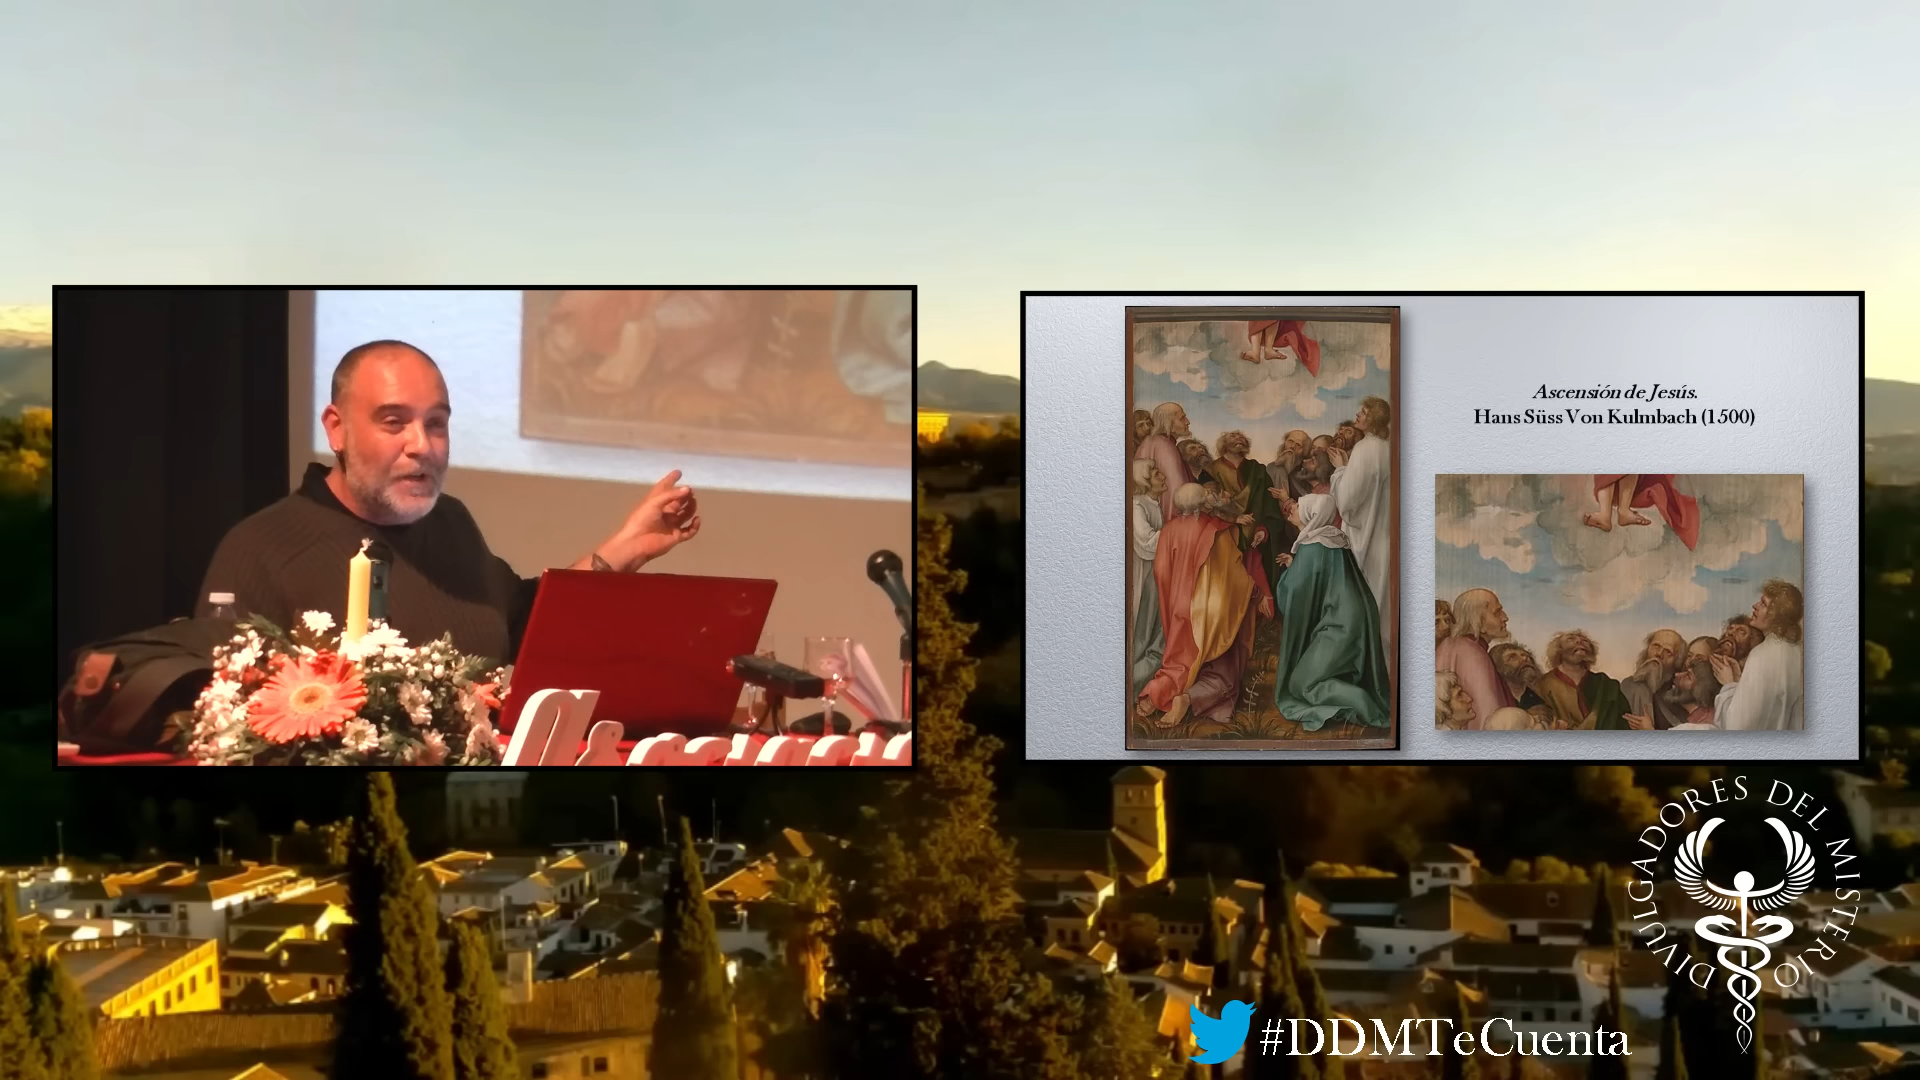 Ascensión de Jesús.
Hans Süss Von Kulmbach (1500)
DIVULGADORES DEL MISTERIO
#DDMTeCuenta